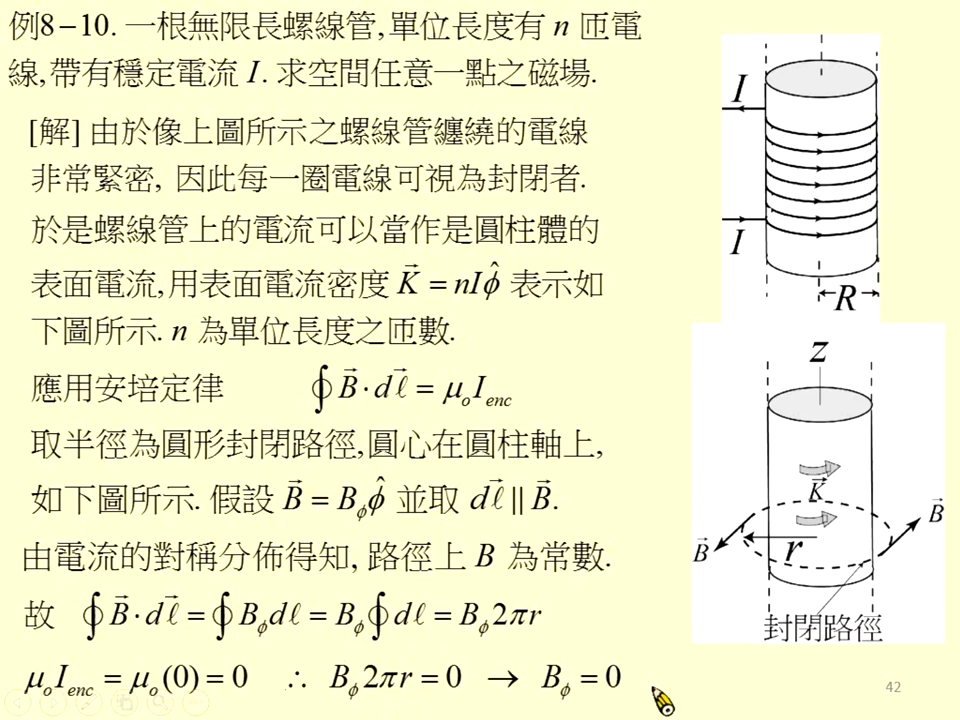 例8－10. 一根無限長螺線管, 單位長度有 n 匝電
線, 帶有穩定電流 I. 求空間任意一點之磁場.
[解] 由於像上圖所示之螺線管纏繞的電線
非常緊密, 因此每一圈電線可視為封閉者.
於是螺線管上的電流可以當作是圓柱體的
表面電流, 用表面電流密度 K⃗ = nIφ̂ 表示如
下圖所示. n 為單位長度之匝數.
應用安培定律 ∮B⃗·dℓ⃗ = μₒI_enc
取半徑為圓形封閉路徑, 圓心在圓柱軸上,
如下圖所示. 假設 B⃗ = B_φφ̂ 並取 dℓ⃗ || B⃗.
由電流的對稱分佈得知, 路徑上 B 為常數.
故 ∮B⃗·dℓ⃗ = ∮B_φdℓ = B_φ∮dℓ = B_φ2πr
μₒI_enc = μₒ(0) = 0 ∴ B_φ2πr = 0 → B_φ = 0
I
I
R
z
K⃗
B⃗
B⃗
r
封閉路徑
42